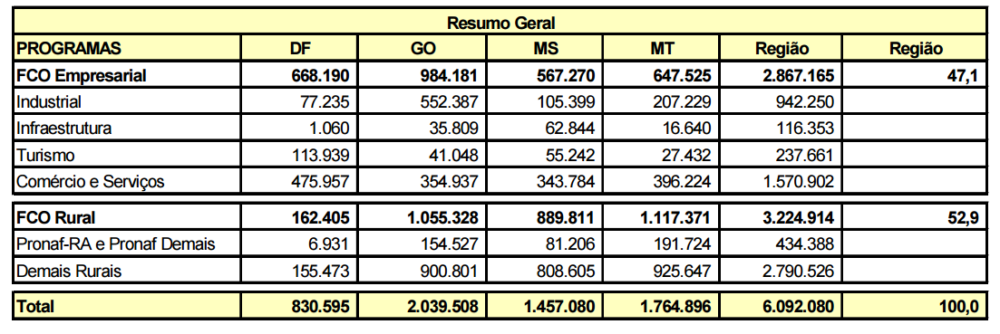 Resumo Geral
PROGRAMAS DF GO MS MT Região Região
FCO Empresarial 668.190 984.181 567.270 647.525 2.867.165 47,1
Industrial 77.235 552.387 105.399 207.229 942.250
Infraestrutura 1.060 35.809 62.844 16.640 116.353
Turismo 113.939 41.048 55.242 27.432 237.661
Comércio e Serviços 475.957 354.937 343.784 396.224 1.570.902
FCO Rural 162.405 1.055.328 889.811 1.117.371 3.224.914 52,9
Pronaf-RA e Pronaf Demais 6.931 154.527 81.206 191.724 434.388
Demais Rurais 155.473 900.801 808.605 925.647 2.790.526
Total 830.595 2.039.508 1.457.080 1.764.896 6.092.080 100,0